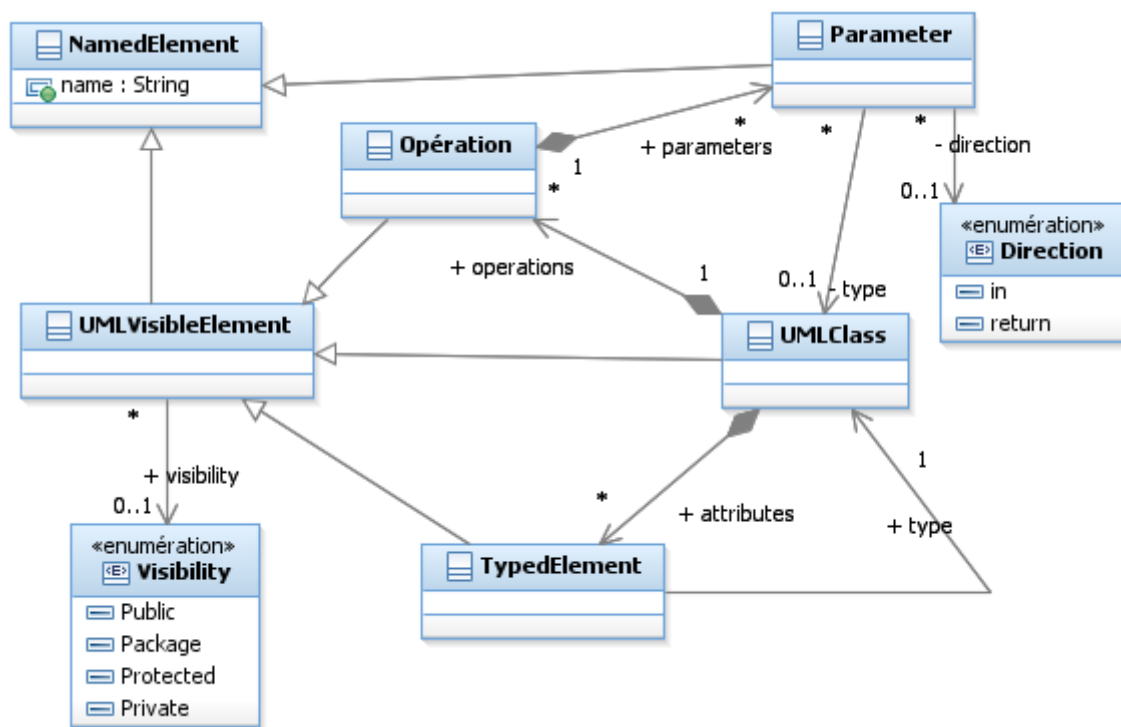 NamedElement
name : String
Parameter
Opération
1
*
+ parameters
*
*
- direction
0..1
*
+ operations
1
0..1
- type
«enumération»
Direction
in
return
UMLVisibleElement
UMLClass
*
+ visibility
0..1
*
+ attributes
1
+ type
«enumération»
Visibility
Public
Package
Protected
Private
TypedElement